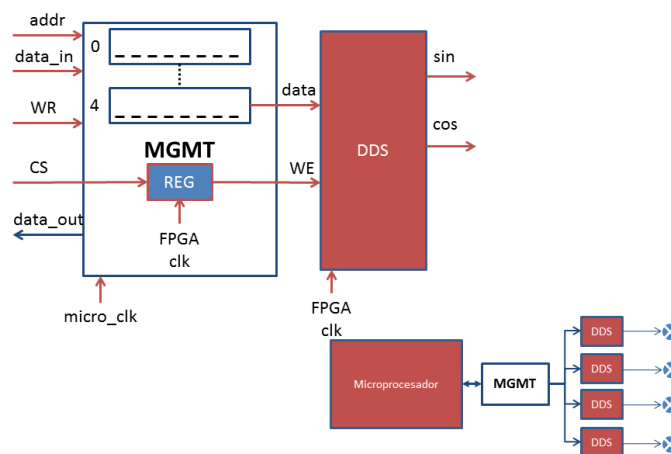 addr
0
data_in
sin
4
data
WR
cos
MGMT
DDS
CS
REG
WE
data_out
FPGA
clk
micro_clk
FPGA
clk
DDS
DDS
Microprocesador
MGMT
DDS
DDS